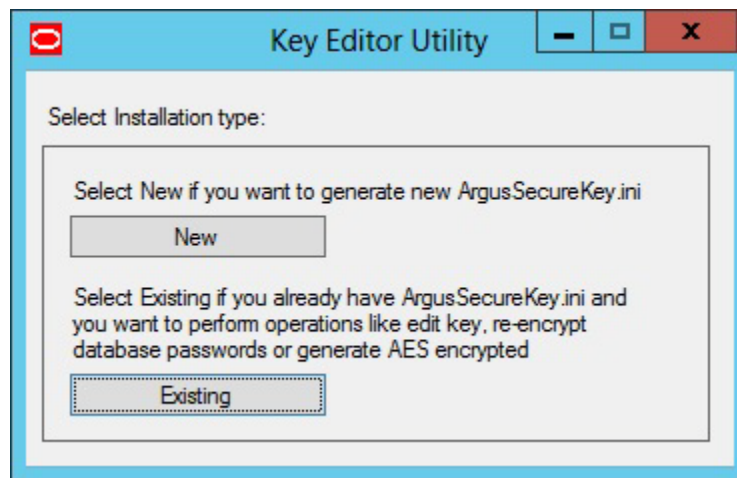 Key Editor Utility
Select Installation type:
Select New if you want to generate new ArgusSecureKey.ini
New
Select Existing if you already have ArgusSecureKey.ini and
you want to perform operations like edit key, re-encrypt
database passwords or generate AES encrypted
Existing